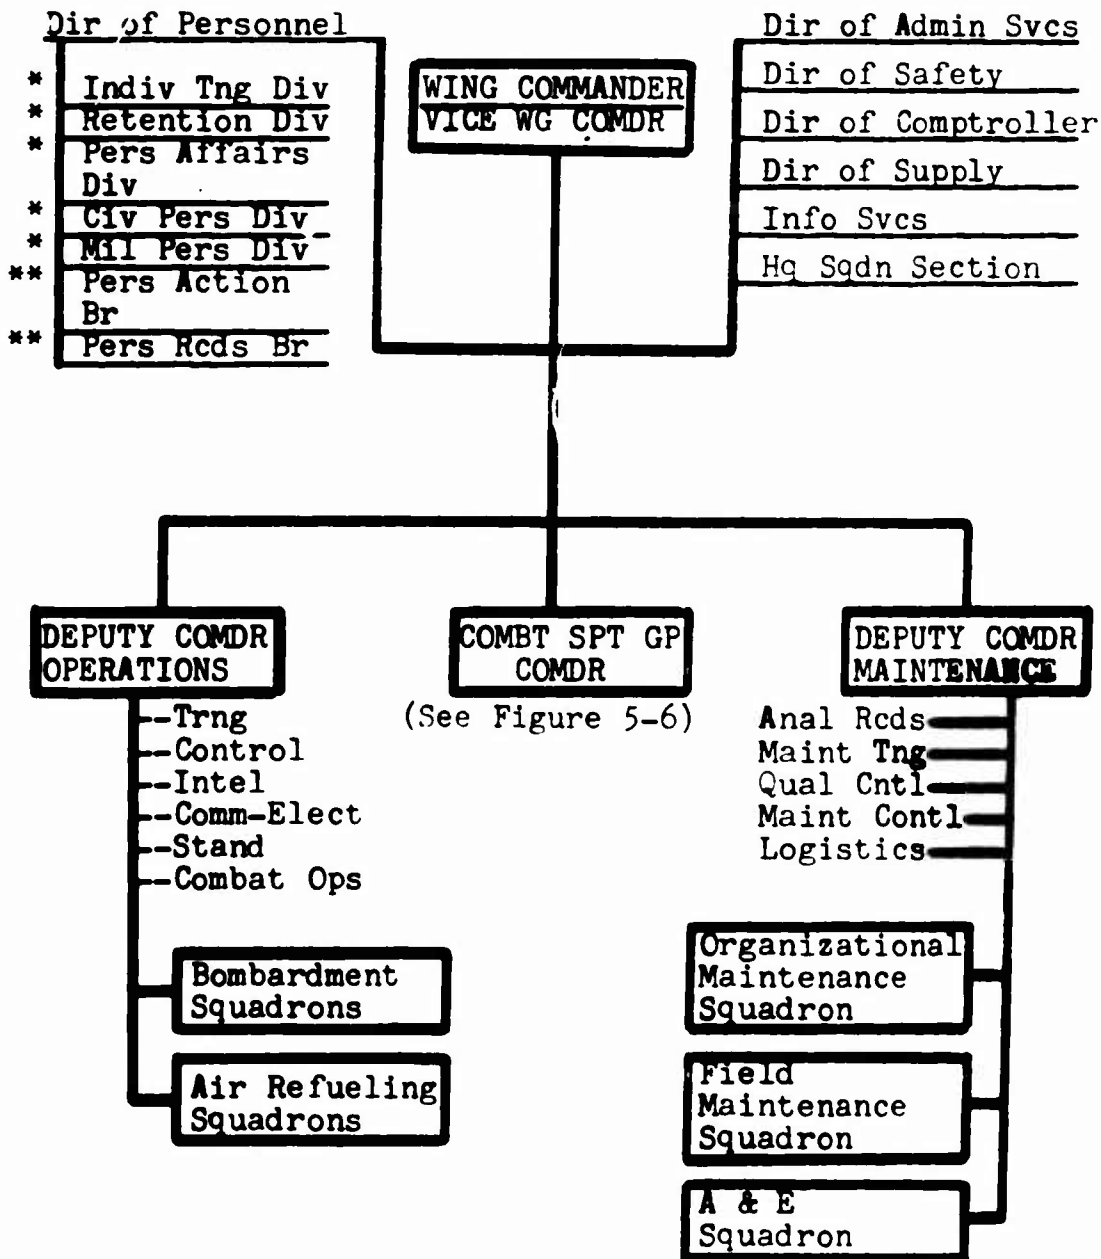 Dir of Personnel
* Indiv Tng Div
* Retention Div
* Pers Affairs
Div
* Civ Pers Div
* Mil Pers Div
** Pers Action
Br
** Pers Rcds Br
WING COMMANDER
VICE WG COMDR
Dir of Admin Svcs
Dir of Safety
Dir of Comptroller
Dir of Supply
Info Svcs
Hq Sqdn Section
DEPUTY COMDR
OPERATIONS
--Trng
--Control
--Intel
--Comm-Elect
--Stand
--Combat Ops
Bombardment
Squadrons
Air Refueling
Squadrons
COMBT SPT GP
COMDR
(See Figure 5-6)
DEPUTY COMDR
MAINTENANCE
Anal Rcds
Maint Tng
Qual Cntl
Maint Contl
Logistics
Organizational
Maintenance
Squadron
Field
Maintenance
Squadron
A & E
Squadron